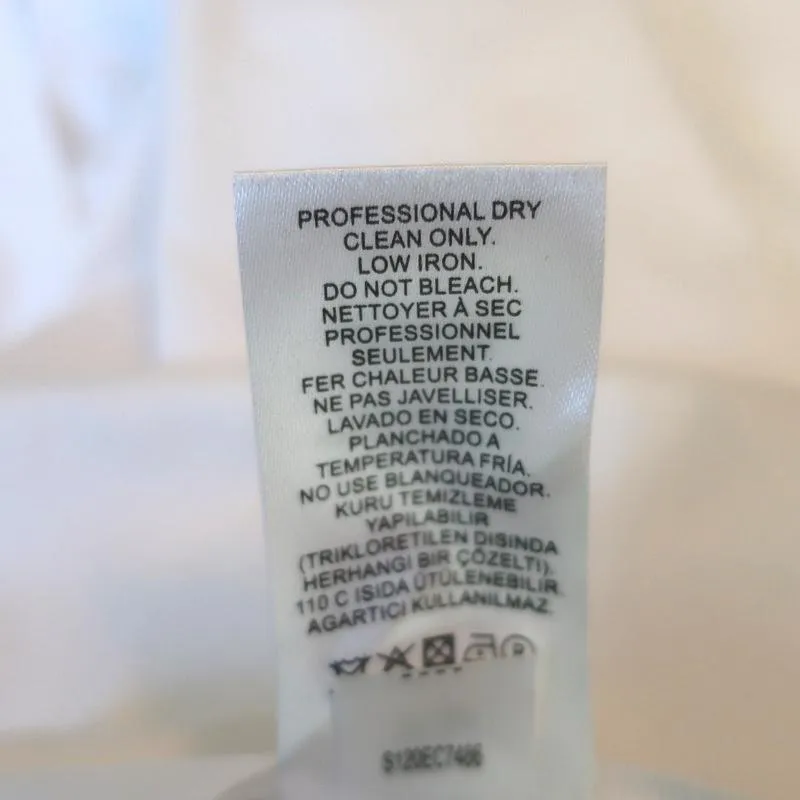 PROFESSIONAL DRY
CLEAN ONLY.
LOW IRON.
DO NOT BLEACH.
NETTOYER À SEC
PROFESSIONNEL
SEULEMENT.
FER CHALEUR BASSE.
NE PAS JAVELLISER.
LAVADO EN SECO.
PLANCHADO A
TEMPERATURA FRÍA.
NO USE BLANQUEADOR.
KURU TEMIZLEME
YAPILABILIR
(TRIKLORETILEN DISINDA
HERHANGI BIR ÇÖZELTI).
110 C ISIDA ÜTÜLENEBILIR.
AGARTICI KULLANILMAZ.
S120EC7466